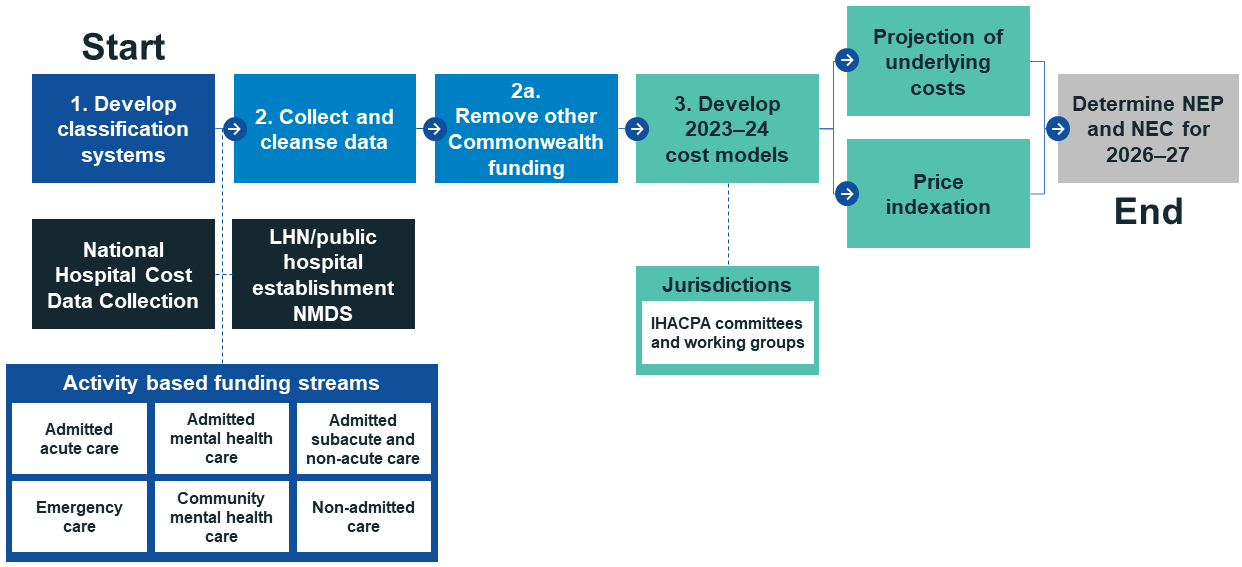 Start
1. Develop
classification
systems
2. Collect and
cleanse data
2a.
Remove other
Commonwealth
funding
3. Develop
2023–24
cost models
Projection of
underlying
costs
Price
indexation
Determine NEP
and NEC for
2026–27
End
National
Hospital Cost
Data Collection
LHN/public
hospital
establishment
NMDS
Jurisdictions
IHACPA committees
and working groups
Activity based funding streams
Admitted
acute care
Admitted
mental health
care
Admitted
subacute and
non-acute care
Emergency
care
Community
mental health
care
Non-admitted
care